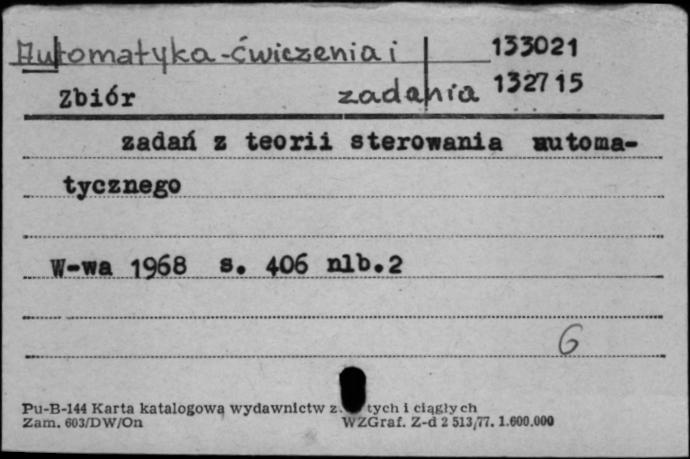 Automatyka-ćwiczenia i 133021
Zbiór zadania 132715
zadań z teorii sterowania automa-
tycznego
W-wa 1968 s. 406 nlb.2
6
Pu-B-144 Karta katalogowa wydawnictw z tych i ciągłych
Zam. 603/DW/On WZGraf. Z-d 2 513/77. 1.600.000